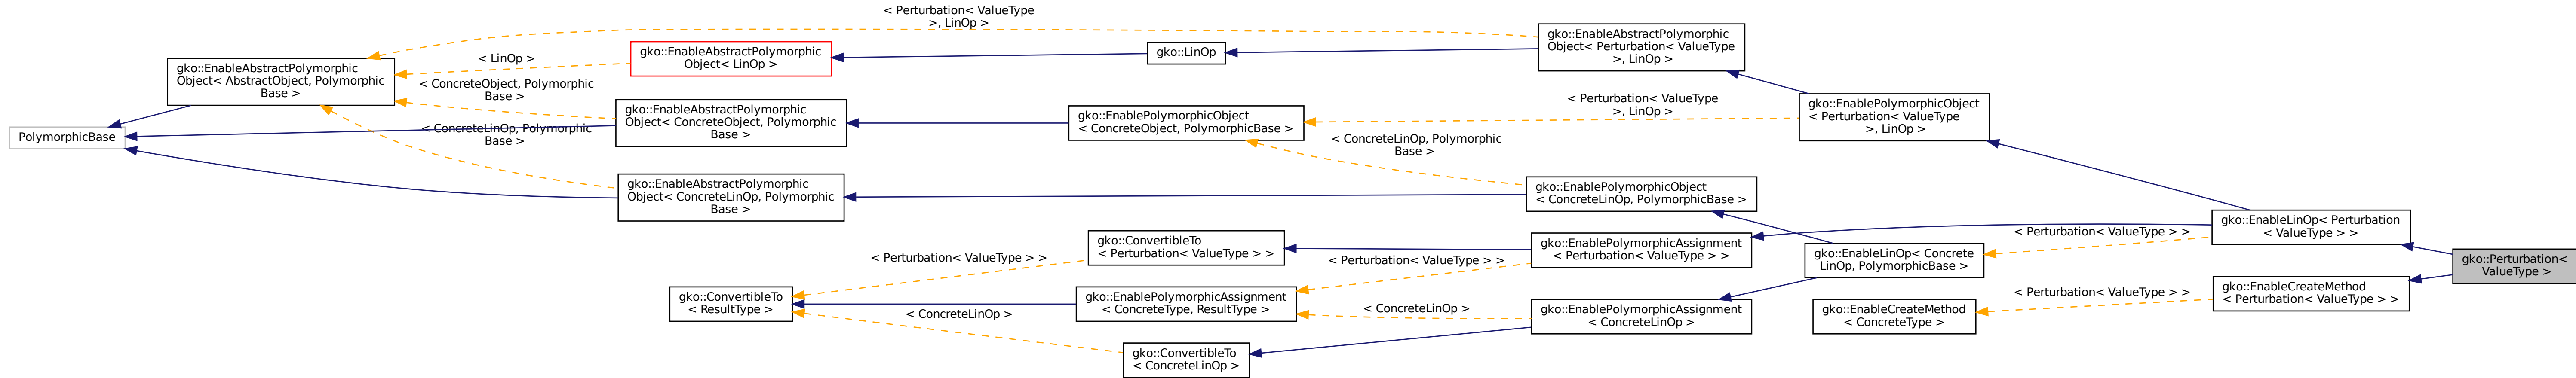 < Perturbation< ValueType
>, LinOp >
gko::EnableAbstractPolymorphic
Object< Perturbation< ValueType
>, LinOp >
gko::EnableAbstractPolymorphic
Object< LinOp >
gko::LinOp
< LinOp >
gko::EnableAbstractPolymorphic
Object< AbstractObject, Polymorphic
Base >
< ConcreteObject, Polymorphic
Base >
gko::EnableAbstractPolymorphic
Object< ConcreteObject, Polymorphic
Base >
gko::EnablePolymorphicObject
< ConcreteObject, PolymorphicBase >
< Perturbation< ValueType
>, LinOp >
gko::EnablePolymorphicObject
< Perturbation< ValueType
>, LinOp >
PolymorphicBase
< ConcreteLinOp, Polymorphic
Base >
< ConcreteLinOp, Polymorphic
Base >
gko::EnableAbstractPolymorphic
Object< ConcreteLinOp, Polymorphic
Base >
gko::EnablePolymorphicObject
< ConcreteLinOp, PolymorphicBase >
gko::EnableLinOp< Perturbation
< ValueType > >
gko::ConvertibleTo
< Perturbation< ValueType > >
gko::EnablePolymorphicAssignment
< Perturbation< ValueType > >
< Perturbation< ValueType > >
gko::EnableLinOp< Concrete
LinOp, PolymorphicBase >
gko::Perturbation<
ValueType >
< Perturbation< ValueType > >
< Perturbation< ValueType > >
gko::ConvertibleTo
< ResultType >
gko::EnablePolymorphicAssignment
< ConcreteType, ResultType >
< ConcreteLinOp >
gko::EnablePolymorphicAssignment
< ConcreteLinOp >
< Perturbation< ValueType > >
gko::EnableCreateMethod
< Perturbation< ValueType > >
gko::EnableCreateMethod
< ConcreteType >
< ConcreteLinOp >
gko::ConvertibleTo
< ConcreteLinOp >